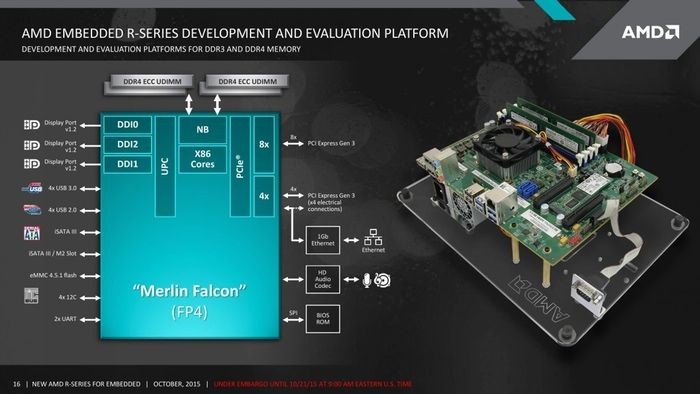 AMD EMBEDDED R-SERIES DEVELOPMENT AND EVALUATION PLATFORM
DEVELOPMENT AND EVALUATION PLATFORMS FOR DDR3 AND DDR4 MEMORY
AMD
DDR4 ECC UDIMM
DDR4 ECC UDIMM
Display Port
v1.2
Display Port
v1.2
Display Port
v1.2
4x USB 3.0
4x USB 2.0
iSATA III
iSATA III / M2 Slot
eMMC 4.5.1 flash
4x I2C
2x UART
DDI0
DDI2
DDI1
UPC
NB
X86
Cores
PCIe®
8x
4x
"Merlin Falcon"
(FP4)
8x
PCI Express Gen 3
4x
PCI Express Gen 3
(x4 electrical
connections)
1Gb
Ethernet
Ethernet
HD
Audio
Codec
SPI
BIOS
ROM
AMD
16 | NEW AMD R-SERIES FOR EMBEDDED | OCTOBER, 2015 | UNDER EMBARGO UNTIL 10/21/15 AT 9:00 AM EASTERN U.S. TIME